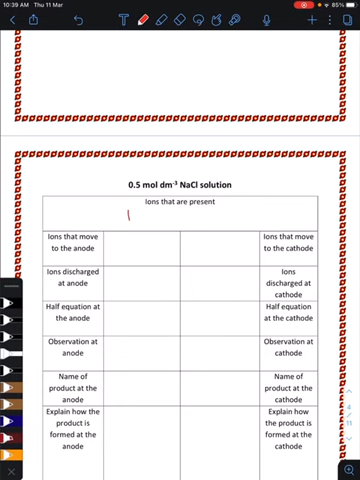 10:39 AM Thu 11 Mar
85%
T
0.5 mol dm⁻³ NaCl solution
Ions that are present
Ions that move to the anode
Ions that move to the cathode
Ions discharged at anode
Ions discharged at cathode
Half equation at the anode
Half equation at the cathode
Observation at anode
Observation at cathode
Name of product at the anode
Name of product at the cathode
Explain how the product is formed at the anode
Explain how the product is formed at the cathode
4
11